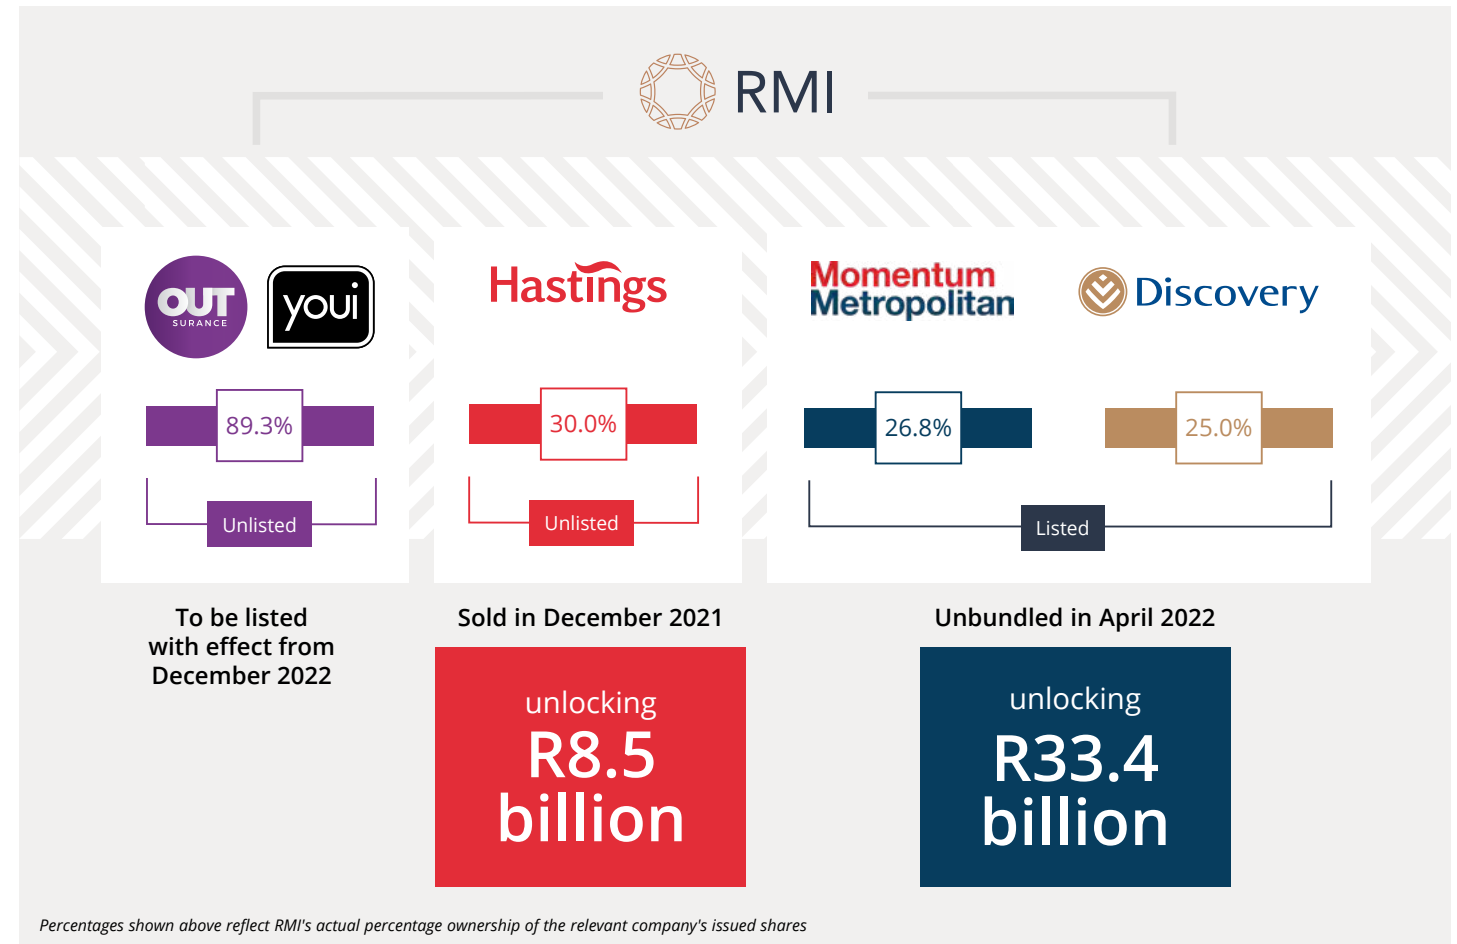 RMI
OUT
SURANCE
youi
89.3%
Unlisted
To be listed
with effect from
December 2022
Hastings
30.0%
Unlisted
Sold in December 2021
unlocking
R8.5
billion
Momentum
Metropolitan
Discovery
26.8%
25.0%
Listed
Unbundled in April 2022
unlocking
R33.4
billion
Percentages shown above reflect RMI's actual percentage ownership of the relevant company's issued shares